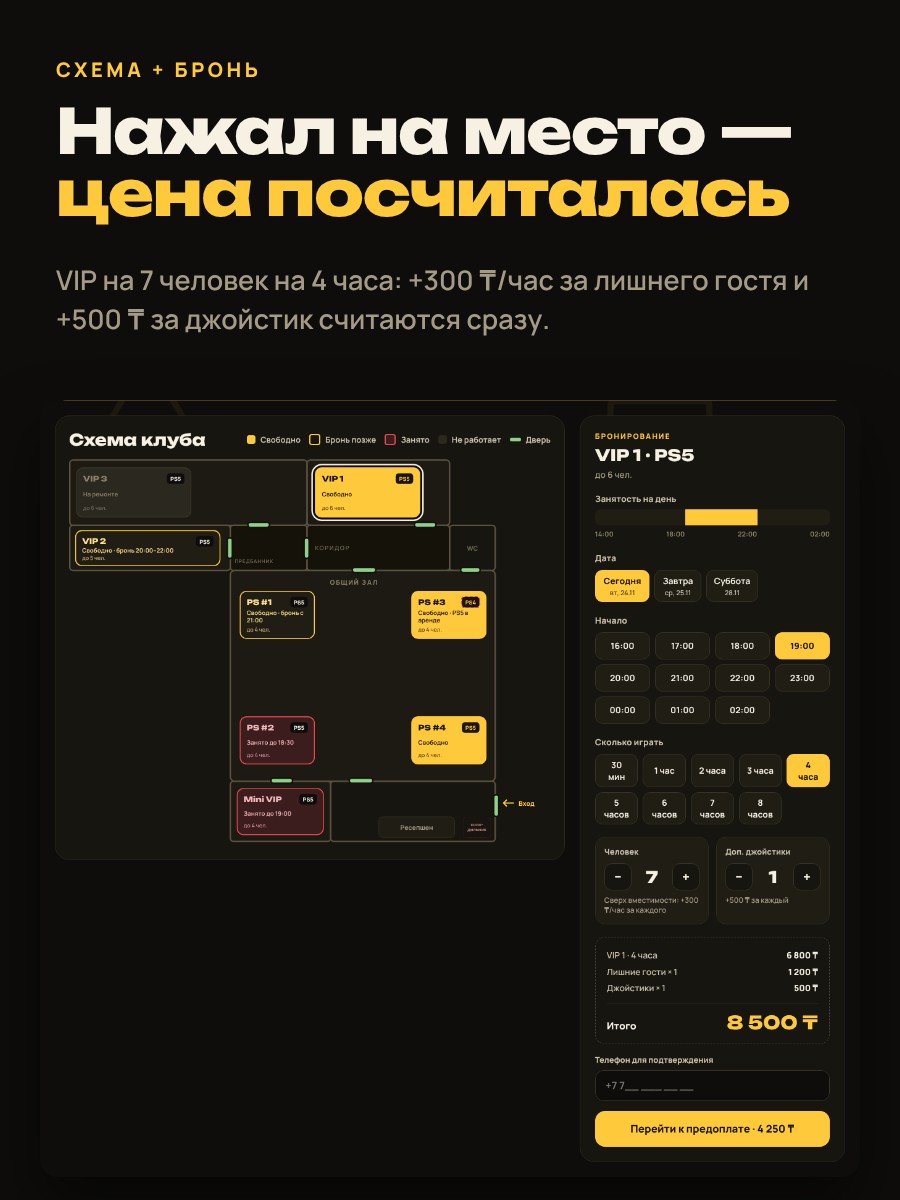 СХЕМА + БРОНЬ
Нажал на место —
цена посчиталась
VIP на 7 человек на 4 часа: +300 ₸/час за лишнего гостя и
+500 ₸ за джойстик считаются сразу.
Схема клуба
Свободно
Бронь позже
Занято
Не работает
Дверь
VIP 3
PS5
На ремонте
до 6 чел.
VIP 1
PS5
Свободно
до 6 чел.
VIP 2
PS5
Свободно · бронь 20:00–22:00
до 5 чел.
ПРЕДБАННИК
КОРИДОР
WC
ОБЩИЙ ЗАЛ
PS #1
PS5
Свободно · бронь с
21:00
до 4 чел.
PS #3
PS4
Свободно · PS5 в
аренде
до 4 чел.
PS #2
PS5
Занято до 18:30
до 4 чел.
PS #4
PS5
Свободно
до 4 чел.
Mini VIP
PS5
Занято до 19:00
до 4 чел.
Ресепшен
Вход
БРОНИРОВАНИЕ
VIP 1 · PS5
до 6 чел.
Занятость на день
14:00
18:00
22:00
02:00
Дата
Сегодня
вт, 24.11
Завтра
ср, 25.11
Суббота
28.11
Начало
16:00
17:00
18:00
19:00
20:00
21:00
22:00
23:00
00:00
01:00
02:00
Сколько играть
30
мин
1 час
2 часа
3 часа
4
часа
5
часов
6
часов
7
часов
8
часов
Человек
− 7 +
Сверх вместимости: +300
₸/час за каждого
Доп. джойстики
− 1 +
+500 ₸ за каждый
VIP 1 · 4 часа 6 800 ₸
Лишние гости × 1 1 200 ₸
Джойстики × 1 500 ₸
Итого 8 500 ₸
Телефон для подтверждения
+7 7__ ___ __ __
Перейти к предоплате · 4 250 ₸